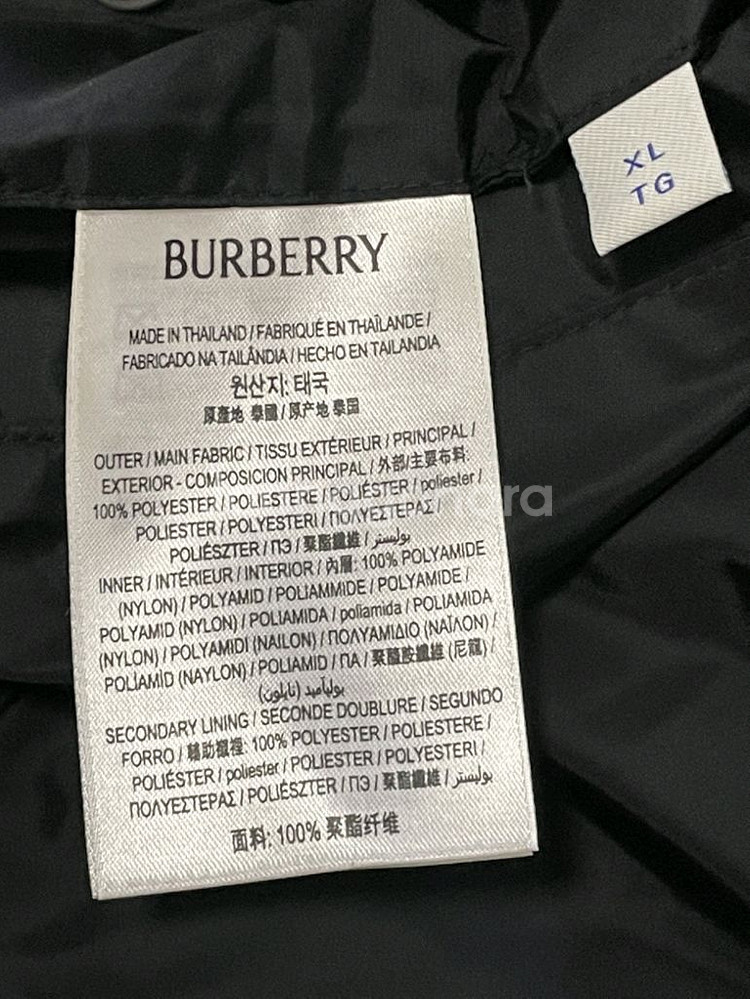 XL
TG
BURBERRY
MADE IN THAILAND / FABRIQUÉ EN THAÏLANDE /
FABRICADO NA TAILÂNDIA / HECHO EN TAILANDIA
원산지: 태국
原產地 泰國 / 原产地 泰国
OUTER / MAIN FABRIC / TISSU EXTÉRIEUR / PRINCIPAL /
EXTERIOR - COMPOSICION PRINCIPAL / 外部/主要布料:
100% POLYESTER / POLIESTERE / POLIÉSTER / poliester /
POLIESTER / POLYESTERI / ΠΟΛΥΕΣΤΕΡΑΣ /
POLIÉSZTER / ПЭ / 聚酯纖維 / بوليستر
INNER / INTÉRIEUR / INTERIOR / 內層: 100% POLYAMIDE
(NYLON) / POLYAMID / POLIAMMIDE / POLYAMIDE /
POLYAMID (NYLON) / POLIAMIDA / poliamida / POLIAMIDA
(NYLON) / POLYAMIDI (NAILON) / ΠΟΛΥΑΜΙΔΙΟ (ΝΑΪΛΟΝ) /
POLİAMİD (NAYLON) / POLIAMID / ПА / 聚醯胺纖維 (尼龍) /
بوليأميد (نايلون)
SECONDARY LINING / SECONDE DOUBLURE / SEGUNDO
FORRO / 輔助襯裡: 100% POLYESTER / POLIESTERE /
POLIÉSTER / poliester / POLIESTER / POLYESTERI /
ΠΟΛΥΕΣΤΕΡΑΣ / POLIÉSZTER / ПЭ / 聚酯纖維 / بوليستر
面料: 100% 聚酯纤维